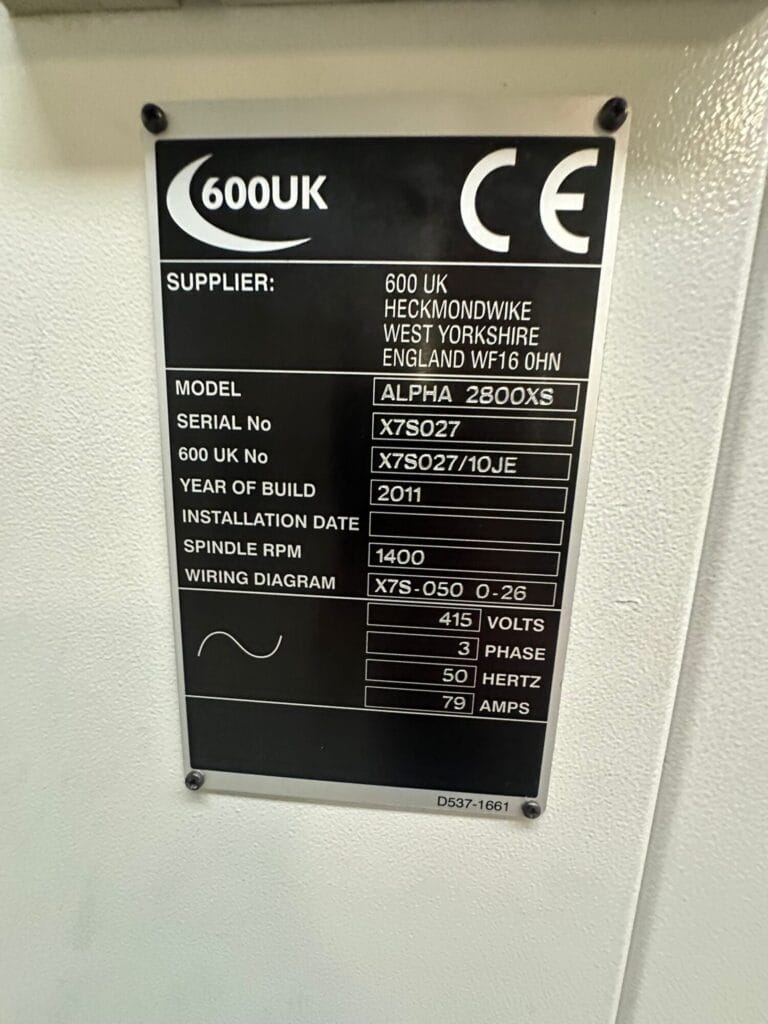 600UK CE
SUPPLIER: 600 UK
HECKMONDWIKE
WEST YORKSHIRE
ENGLAND WF16 0HN
MODEL ALPHA 2800XS
SERIAL No X7S027
600 UK No X7S027/10JE
YEAR OF BUILD 2011
INSTALLATION DATE
SPINDLE RPM 1400
WIRING DIAGRAM X7S-050 0-26
415 VOLTS
3 PHASE
50 HERTZ
79 AMPS
D537-1661